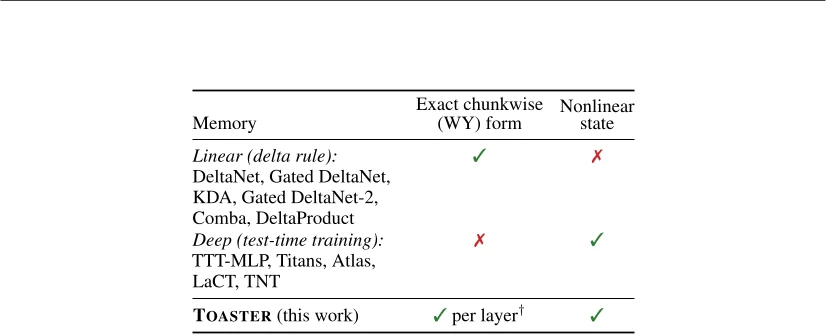 Memory Exact chunkwise (WY) form Nonlinear state
Linear (delta rule): ✓ ✗
DeltaNet, Gated DeltaNet,
KDA, Gated DeltaNet-2,
Comba, DeltaProduct
Deep (test-time training): ✗ ✓
TTT-MLP, Titans, Atlas,
LaCT, TNT
TOASTER (this work) ✓ per layer† ✓